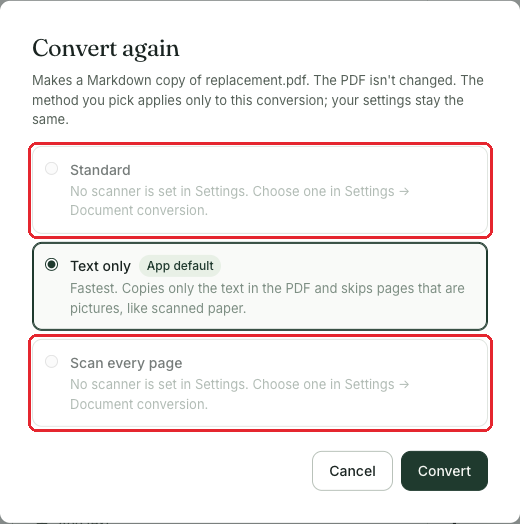 Convert again
Makes a Markdown copy of replacement.pdf. The PDF isn't changed. The
method you pick applies only to this conversion; your settings stay the
same.
Standard
No scanner is set in Settings. Choose one in Settings →
Document conversion.
Text only App default
Fastest. Copies only the text in the PDF and skips pages that are
pictures, like scanned paper.
Scan every page
No scanner is set in Settings. Choose one in Settings →
Document conversion.
Cancel Convert